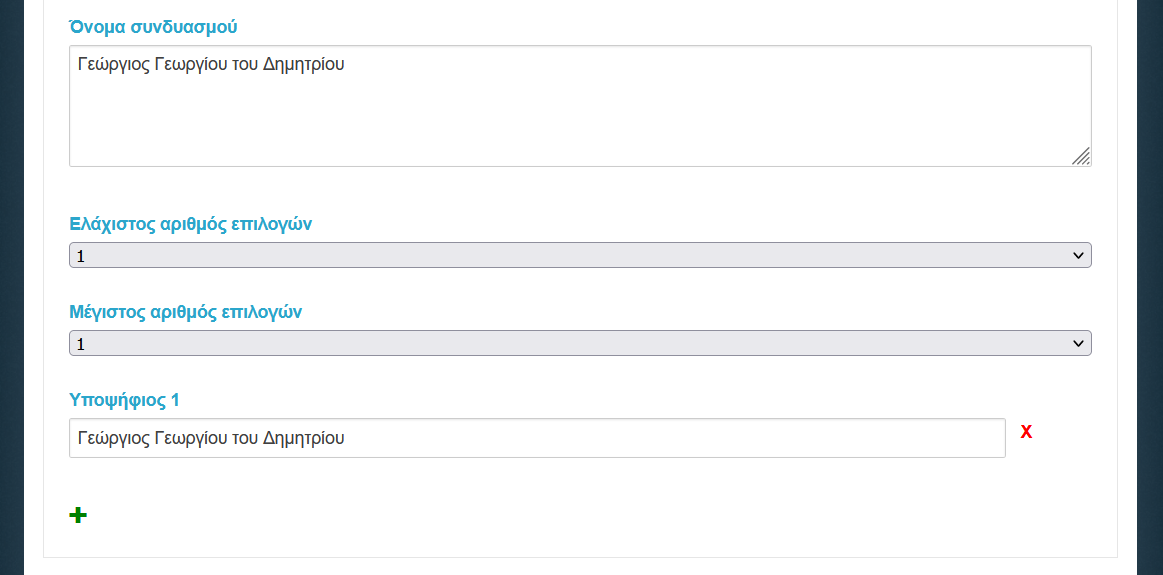 Όνομα συνδυασμού
Γεώργιος Γεωργίου του Δημητρίου
Ελάχιστος αριθμός επιλογών
1
Μέγιστος αριθμός επιλογών
1
Υποψήφιος 1
Γεώργιος Γεωργίου του Δημητρίου
X